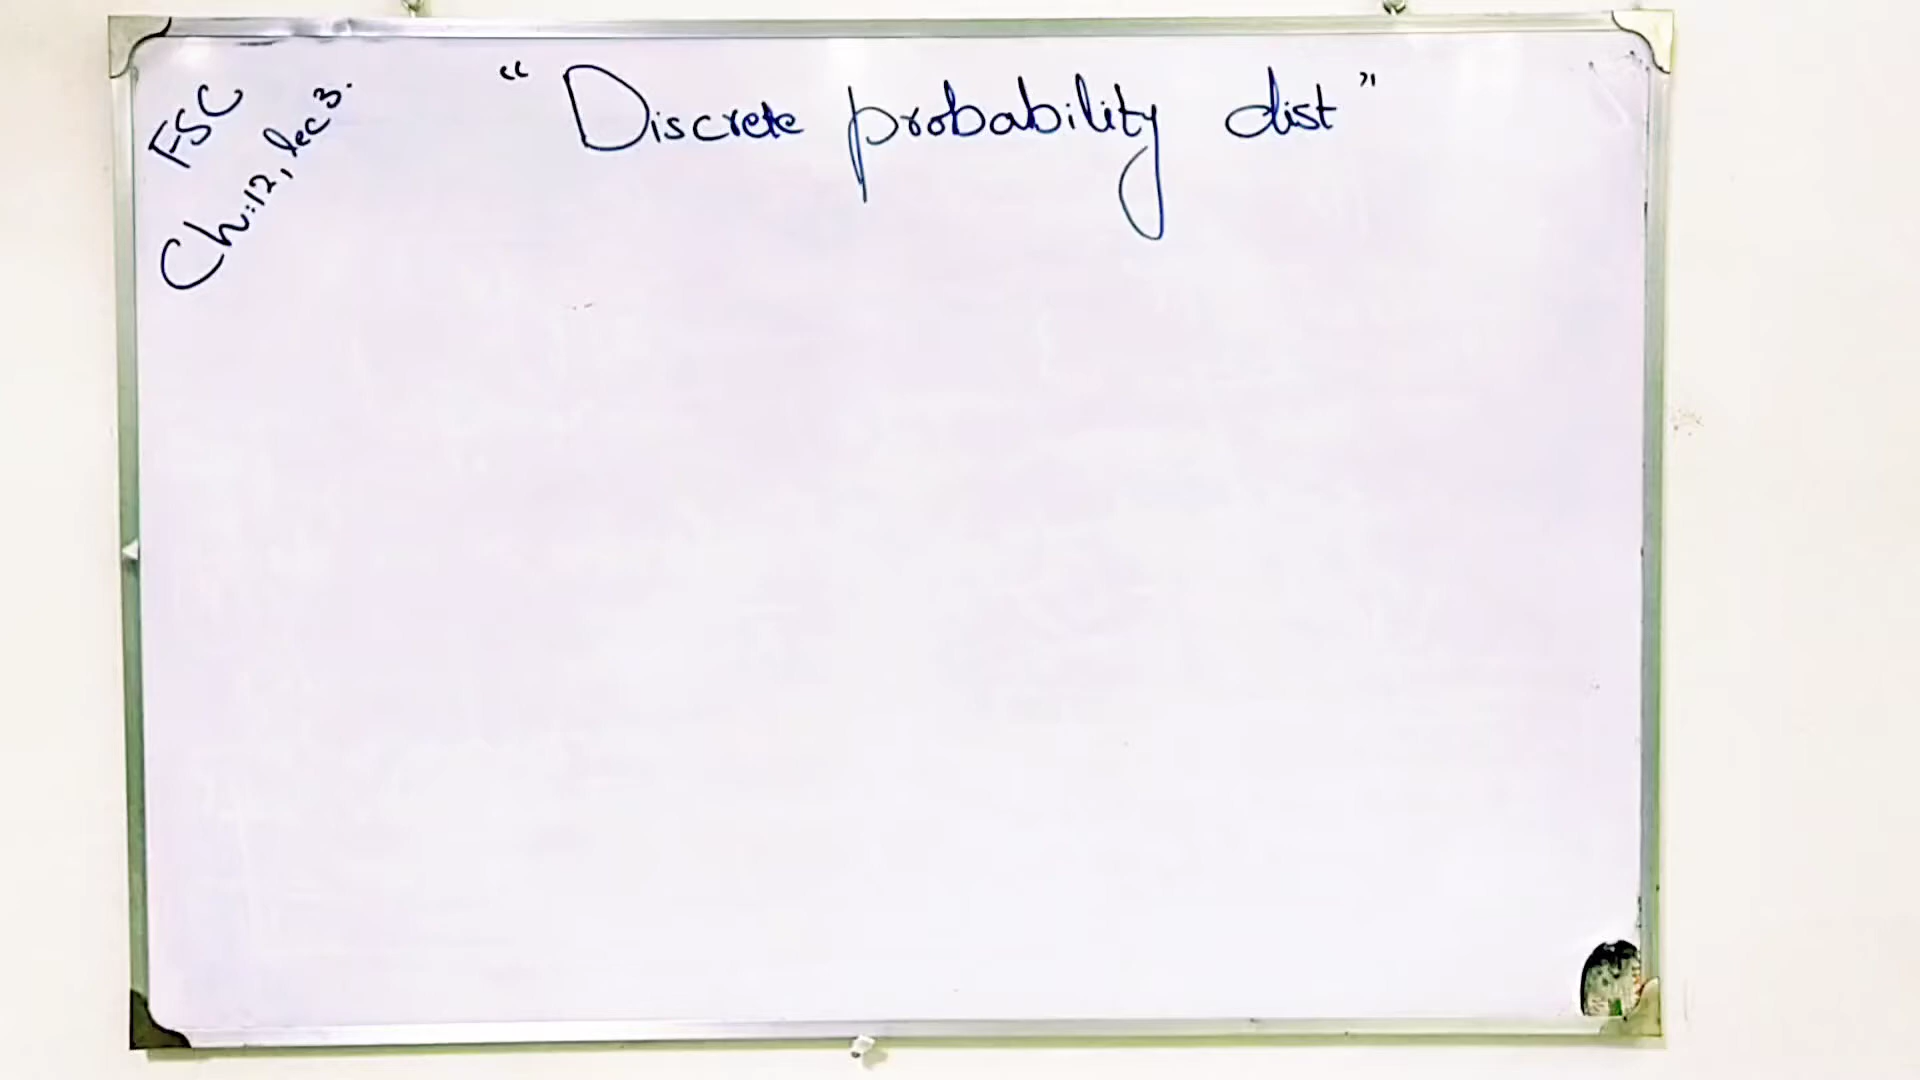 FSC
Ch:12, lec 3.
“Discrete probability dist”